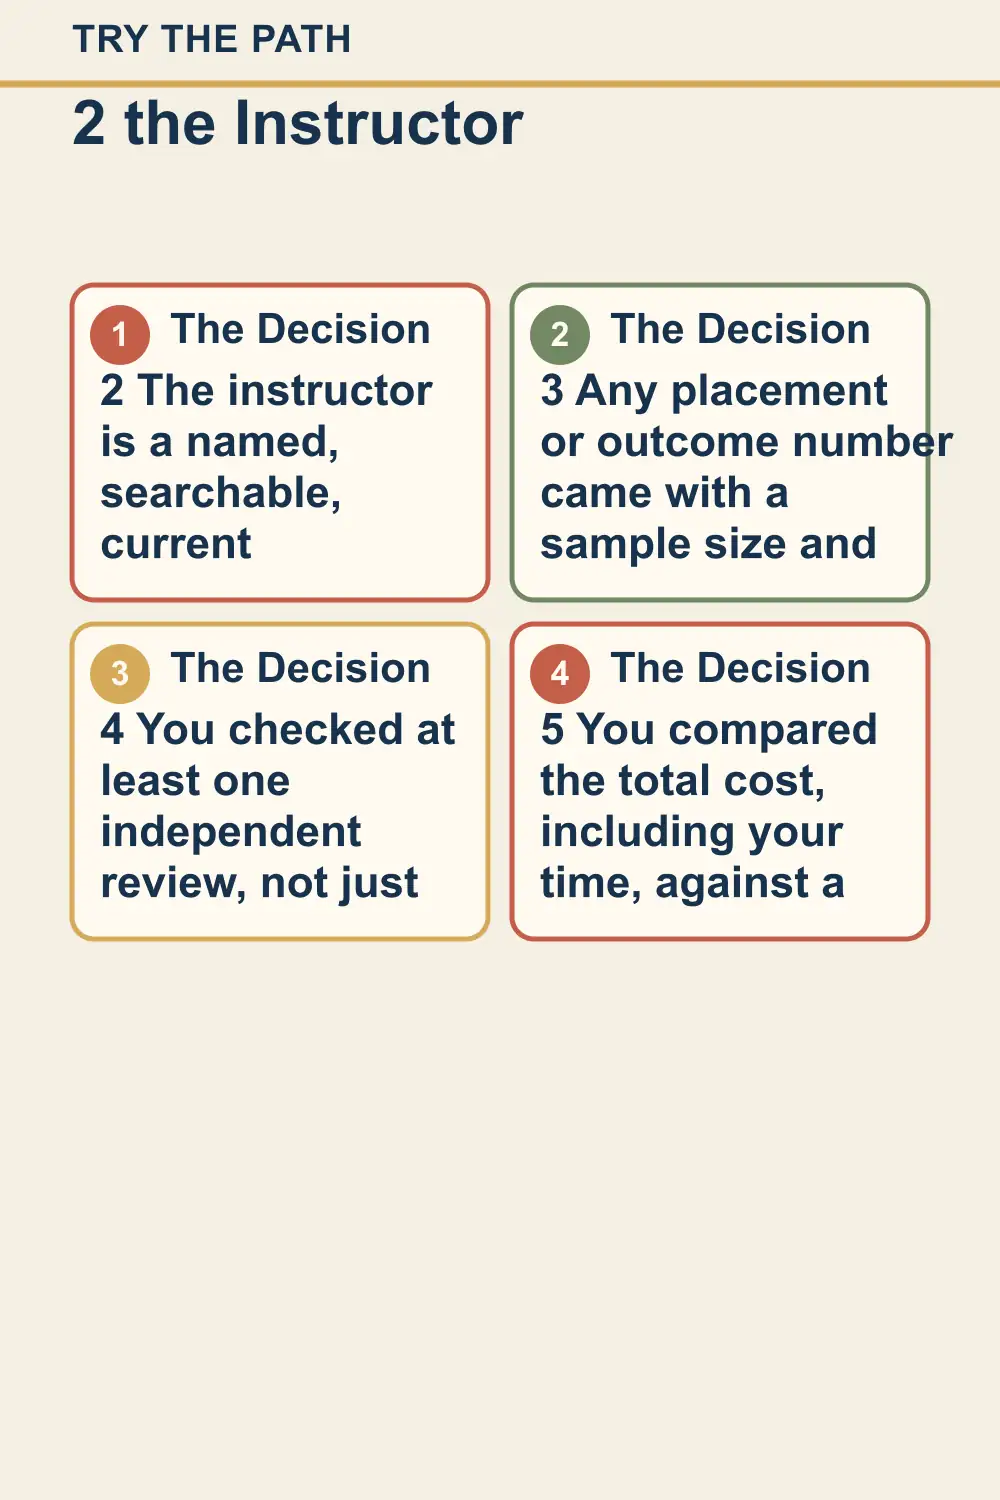 TRY THE PATH
2 the Instructor
1 The Decision
2 The instructor
is a named,
searchable,
current
2 The Decision
3 Any placement
or outcome number
came with a
sample size and
3 The Decision
4 You checked at
least one
independent
review, not just
4 The Decision
5 You compared
the total cost,
including your
time, against a